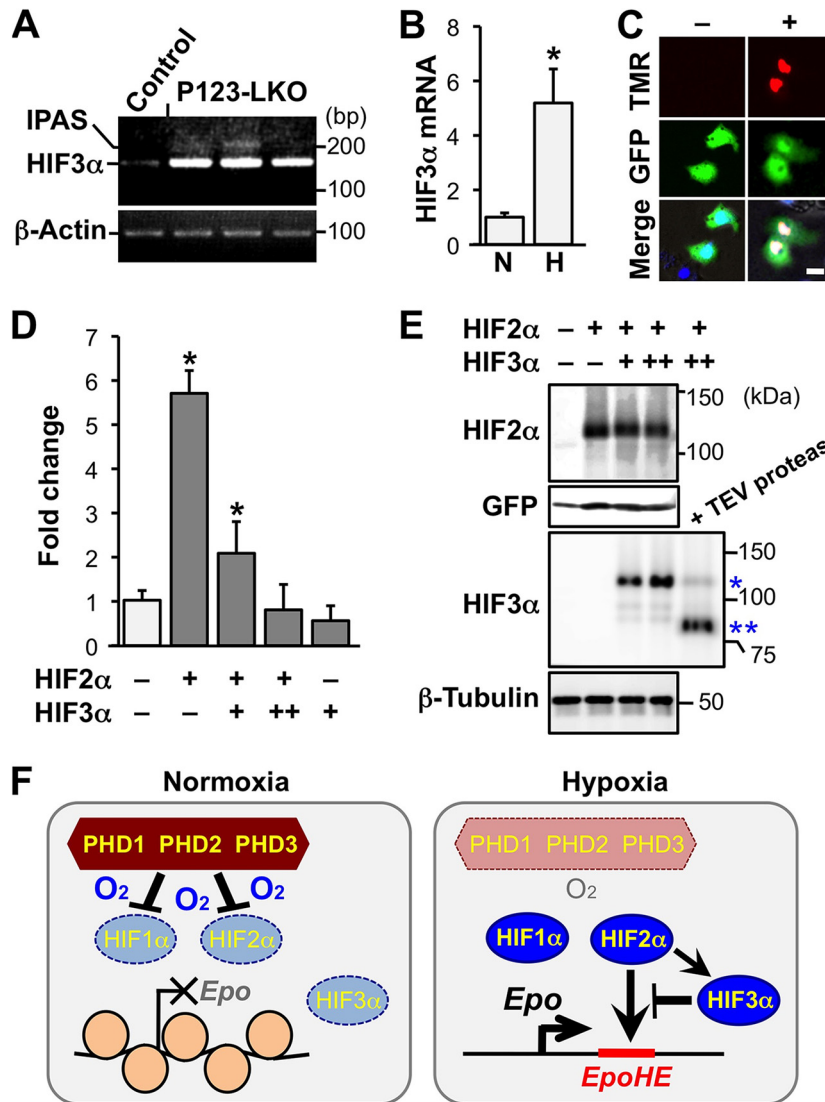 A
Control
P123-LKO
(bp)
IPAS
HIF3α
200
100
β-Actin
100
B
HIF3α mRNA
8
6
4
2
0
*
N H
C
– +
TMR
GFP
Merge
D
Fold change
7
6
5
4
3
2
1
0
* *
HIF2α – + + + –
HIF3α – – + ++ +
E
HIF2α – + + + +
HIF3α – – + ++ ++
HIF2α
150 (kDa)
100
GFP
+ TEV proteas
HIF3α
150
*
100
**
75
β-Tubulin
50
F
Normoxia
PHD1 PHD2 PHD3
O2 O2 O2
HIF1α HIF2α
Epo
HIF3α
Hypoxia
PHD1 PHD2 PHD3
O2
HIF1α HIF2α
HIF3α
Epo
EpoHE